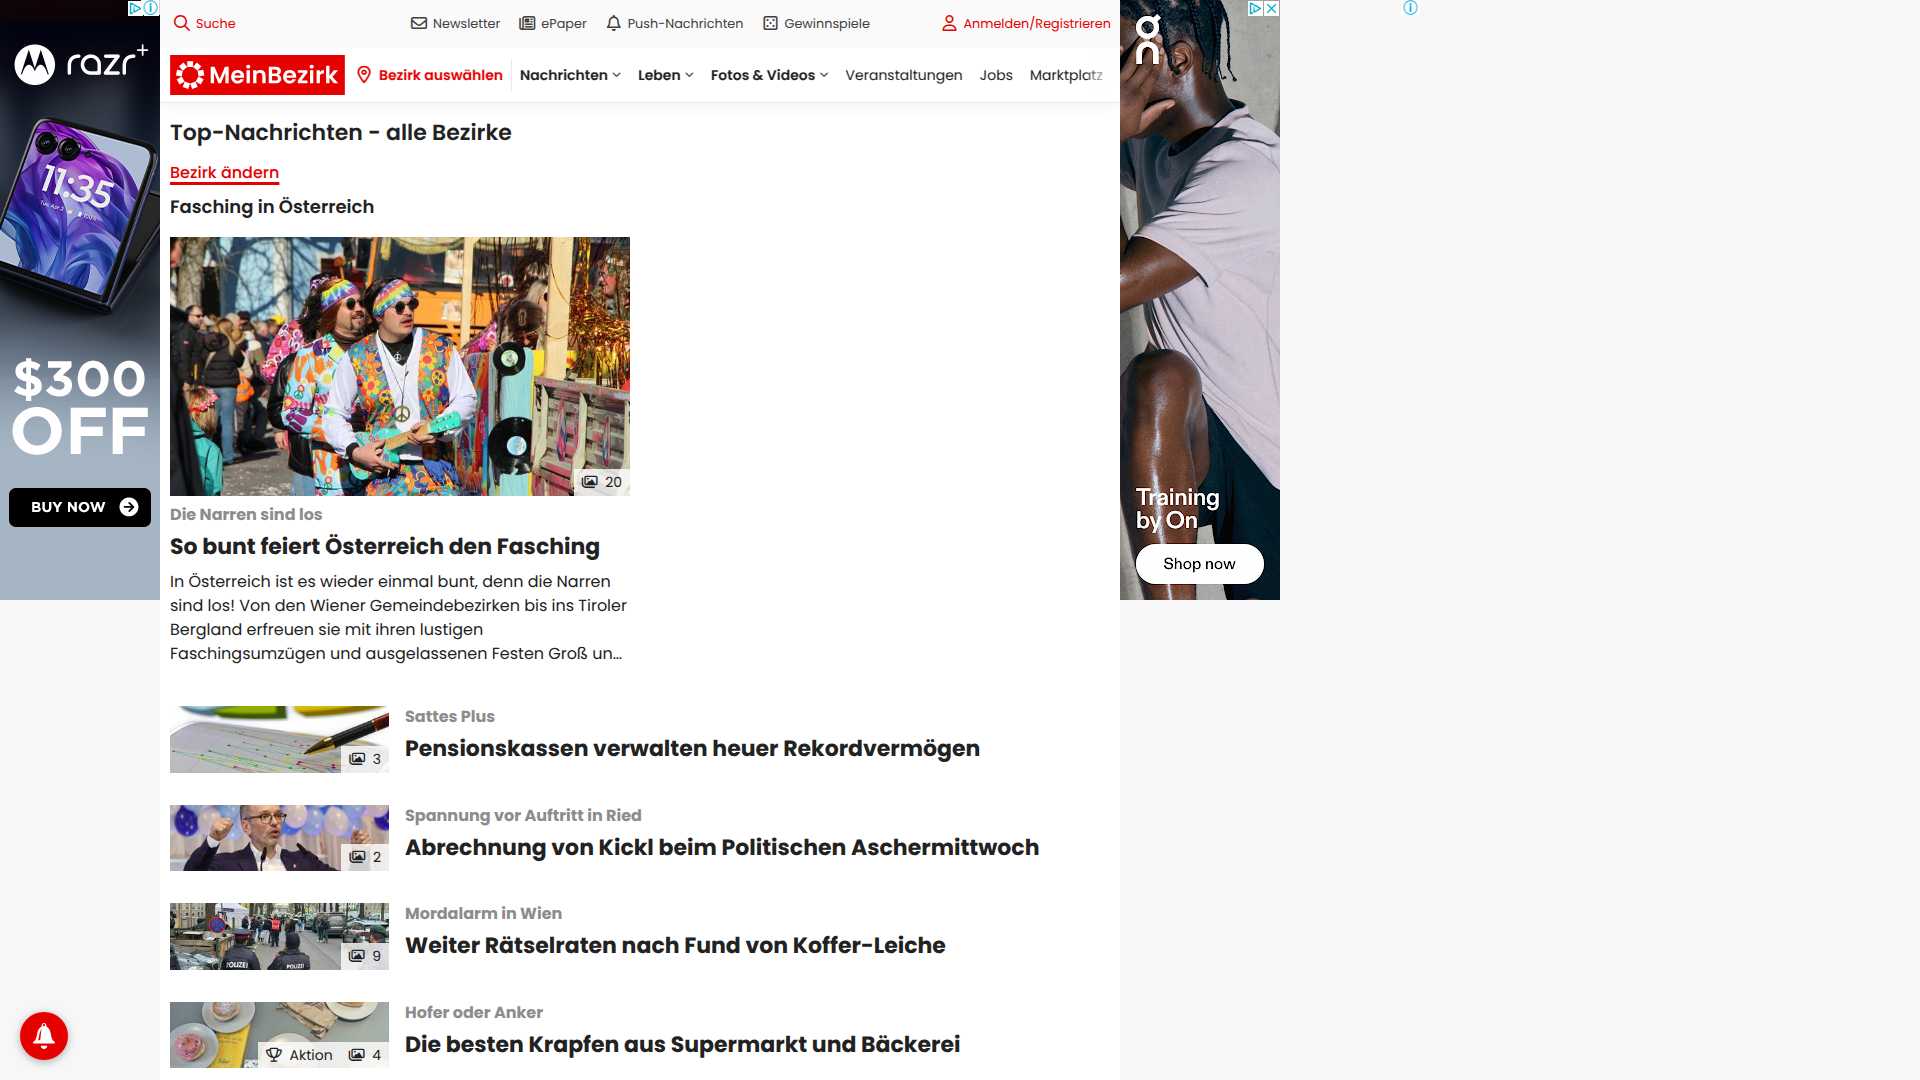 Suche
Newsletter
ePaper
Push-Nachrichten
Gewinnspiele
Anmelden/Registrieren
MeinBezirk
Bezirk auswählen
Nachrichten
Leben
Fotos & Videos
Veranstaltungen
Jobs
Marktplatz
razr+
11:35
$300
OFF
BUY NOW
Top-Nachrichten - alle Bezirke
Bezirk ändern
Fasching in Österreich
20
Die Narren sind los
So bunt feiert Österreich den Fasching
In Österreich ist es wieder einmal bunt, denn die Narren
sind los! Von den Wiener Gemeindebezirken bis ins Tiroler
Bergland erfreuen sie mit ihren lustigen
Faschingsumzügen und ausgelassenen Festen Groß un...
3
Sattes Plus
Pensionskassen verwalten heuer Rekordvermögen
2
Spannung vor Auftritt in Ried
Abrechnung von Kickl beim Politischen Aschermittwoch
POLIZEI
POLIZEI
9
Mordalarm in Wien
Weiter Rätselraten nach Fund von Koffer-Leiche
Aktion
4
Hofer oder Anker
Die besten Krapfen aus Supermarkt und Bäckerei
on
Training
by On
Shop now